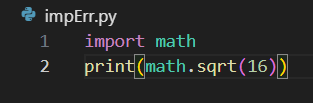 impErr.py
1 import math
2 print(math.sqrt(16))